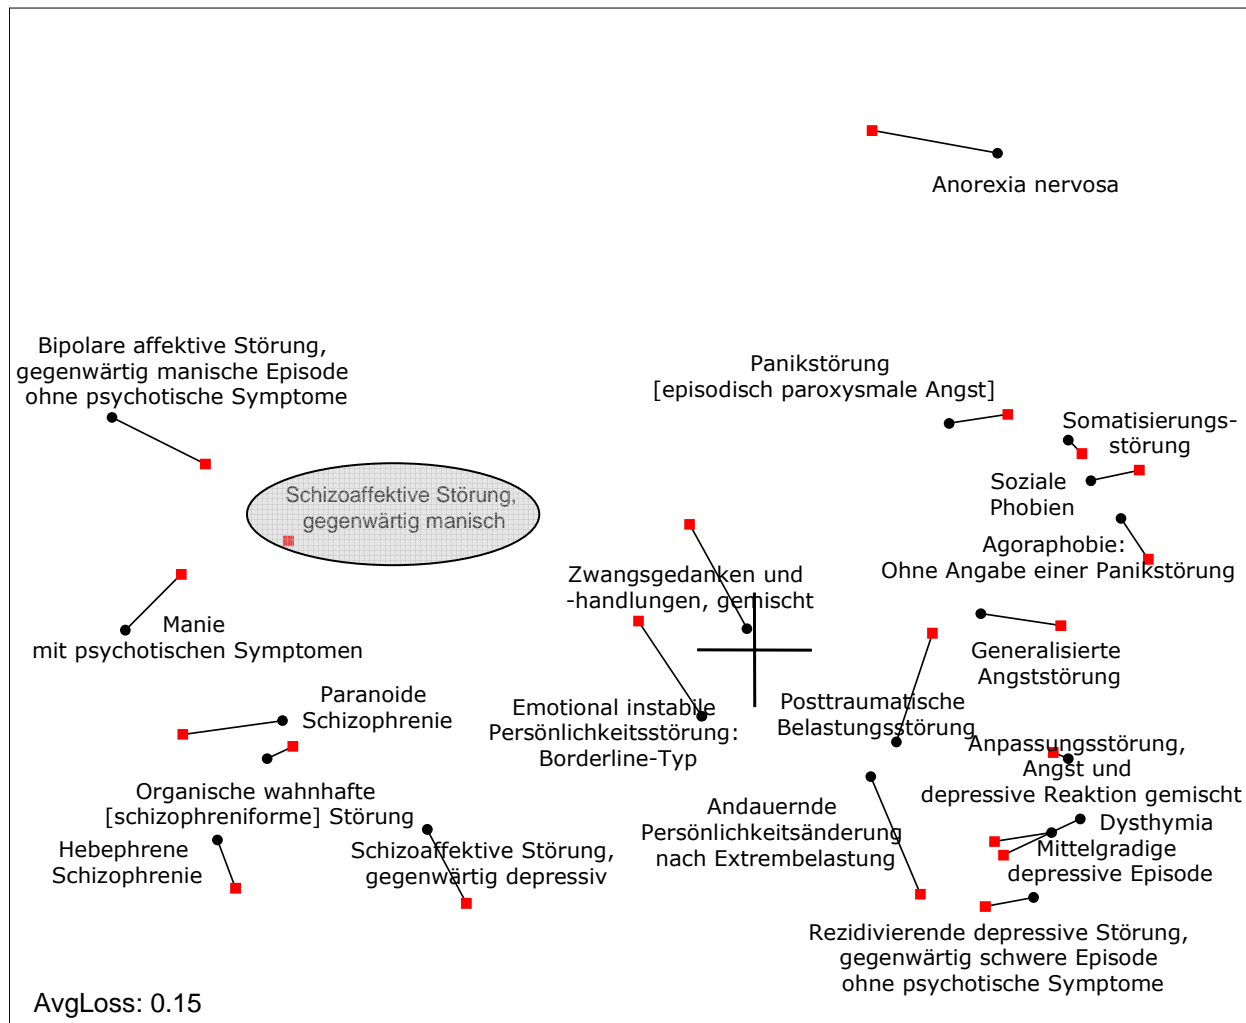 Anorexia nervosa
Bipolare affektive Störung,
gegenwärtig manische Episode
ohne psychotische Symptome
Panikstörung
[episodisch paroxysmale Angst]
Somatisierungs-
störung
Soziale
Phobien
Schizoaffektive Störung,
gegenwärtig manisch
Agoraphobie:
Ohne Angabe einer Panikstörung
Zwangsgedanken und
-handlungen, gemischt
Manie
mit psychotischen Symptomen
Generalisierte
Angststörung
Paranoide
Schizophrenie
Emotional instabile
Persönlichkeitsstörung:
Borderline-Typ
Posttraumatische
Belastungsstörung
Anpassungsstörung,
Angst und
depressive Reaktion gemischt
Organische wahnhafte
[schizophreniforme] Störung
Andauernde
Persönlichkeitsänderung
nach Extrembelastung
Dysthymia
Mittelgradige
depressive Episode
Hebephrene
Schizophrenie
Schizoaffektive Störung,
gegenwärtig depressiv
Rezidivierende depressive Störung,
gegenwärtig schwere Episode
ohne psychotische Symptome
AvgLoss: 0.15